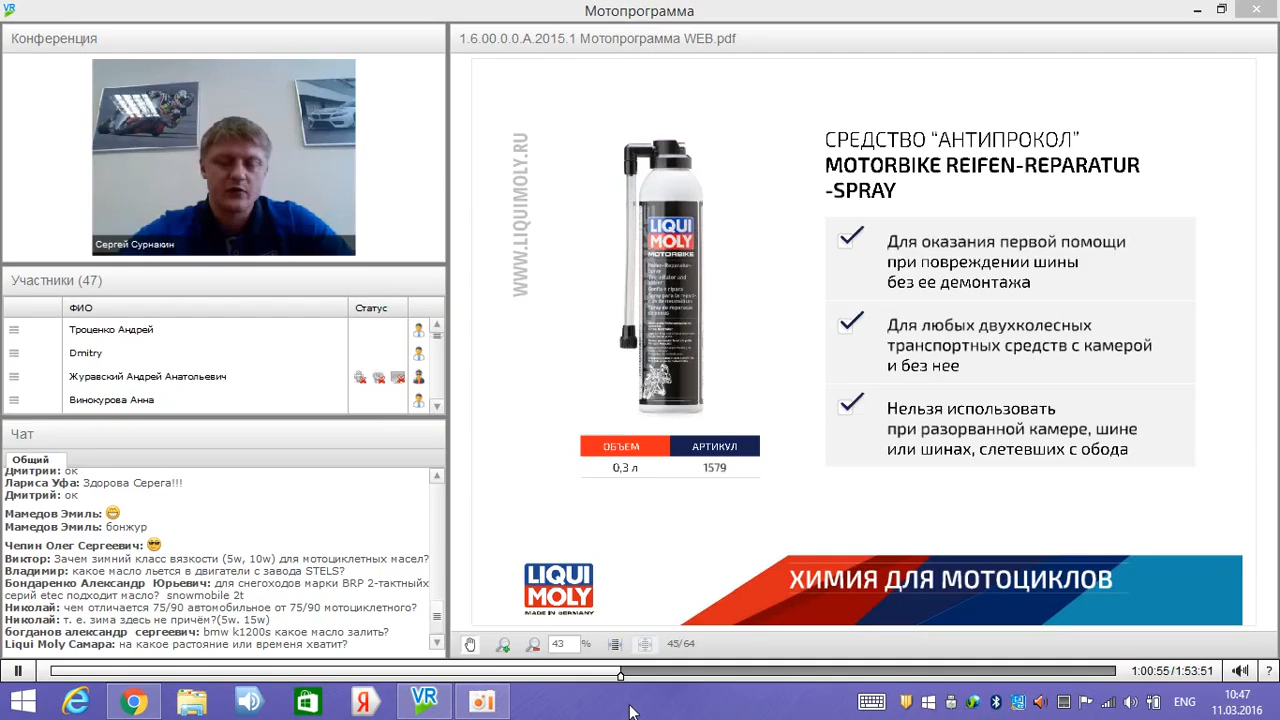 VR
Мотопрограмма
Конференция
1.6.00.0.0.A.2015.1 Мотопрограмма WEB.pdf
Сергей Сурнакин
Участники (47)
ФИО
Статус
Троценко Андрей
Dmitry
Журавский Андрей Анатольевич
Винокурова Анна
Чат
Общий
Дмитрий: ок
Лариса Уфа: Здорова Серега!!!
Дмитрий: ок
Мамедов Эмиль:
Мамедов Эмиль: бонжур
Чепин Олег Сергеевич:
Виктор: Зачем зимний класс вязкости (5w, 10w) для мотоциклетных масел?
Владимир: какое масло льется в двигатели с завода STELS?
Бондаренко Александр Юрьевич: для снегоходов марки BRP 2-тактныйх
серий etec подходит масло? snowmobile 2t
Николай: чем отличается 75/90 автомобильное от 75/90 мотоциклетного?
Николай: т. е. зима здесь не причём?(5w. 15w)
богданов александр сергеевич: bmw k1200s какое масло залить?
Liqui Moly Самара: на какое растояние или временя хватит?
WWW.LIQUIMOLY.RU
LIQUI
MOLY
MOTORBIKE
СРЕДСТВО “АНТИПРОКОЛ”
MOTORBIKE REIFEN-REPARATUR
-SPRAY
Для оказания первой помощи
при повреждении шины
без ее демонтажа
Для любых двухколесных
транспортных средств с камерой
и без нее
Нельзя использовать
при разорванной камере, шине
или шинах, слетевших с обода
ОБЪЕМ АРТИКУЛ
0,3 л 1579
LIQUI
MOLY
MADE IN GERMANY
ХИМИЯ ДЛЯ МОТОЦИКЛОВ
43 % 45/64
1:00:55/1:53:51
?
VR
ENG
10:47
11.03.2016